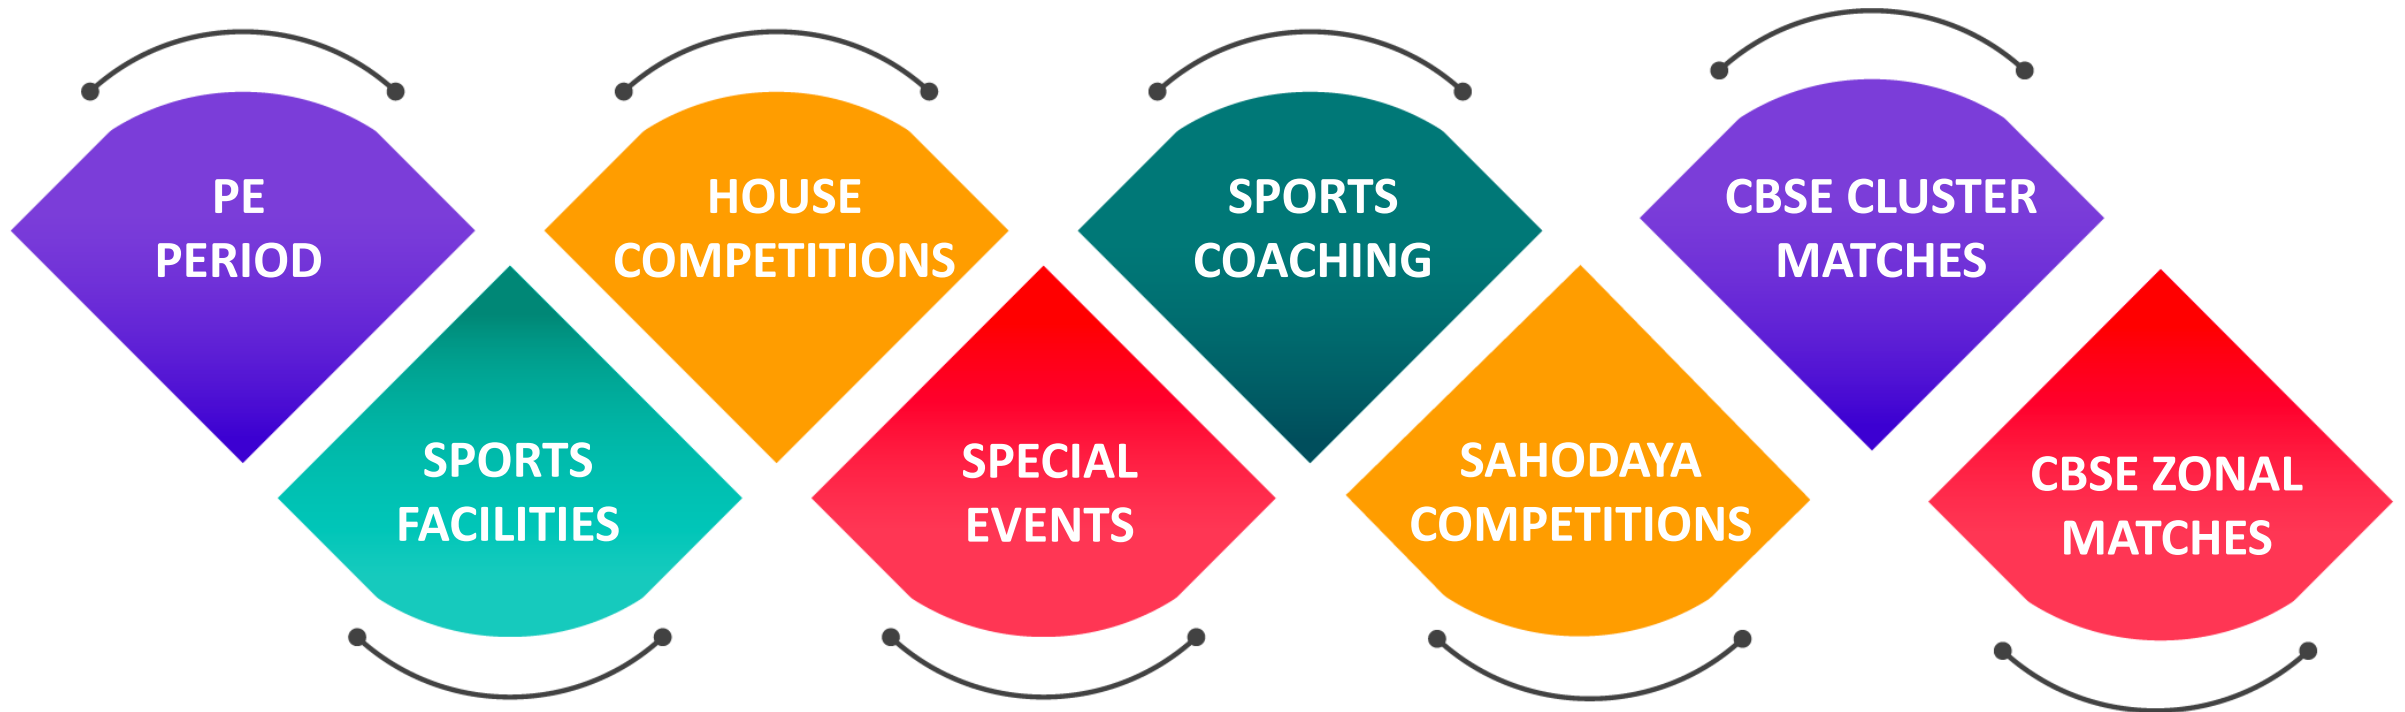 PE
PERIOD
SPORTS
FACILITIES
HOUSE
COMPETITIONS
SPECIAL
EVENTS
SPORTS
COACHING
SAHODAYA
COMPETITIONS
CBSE CLUSTER
MATCHES
CBSE ZONAL
MATCHES